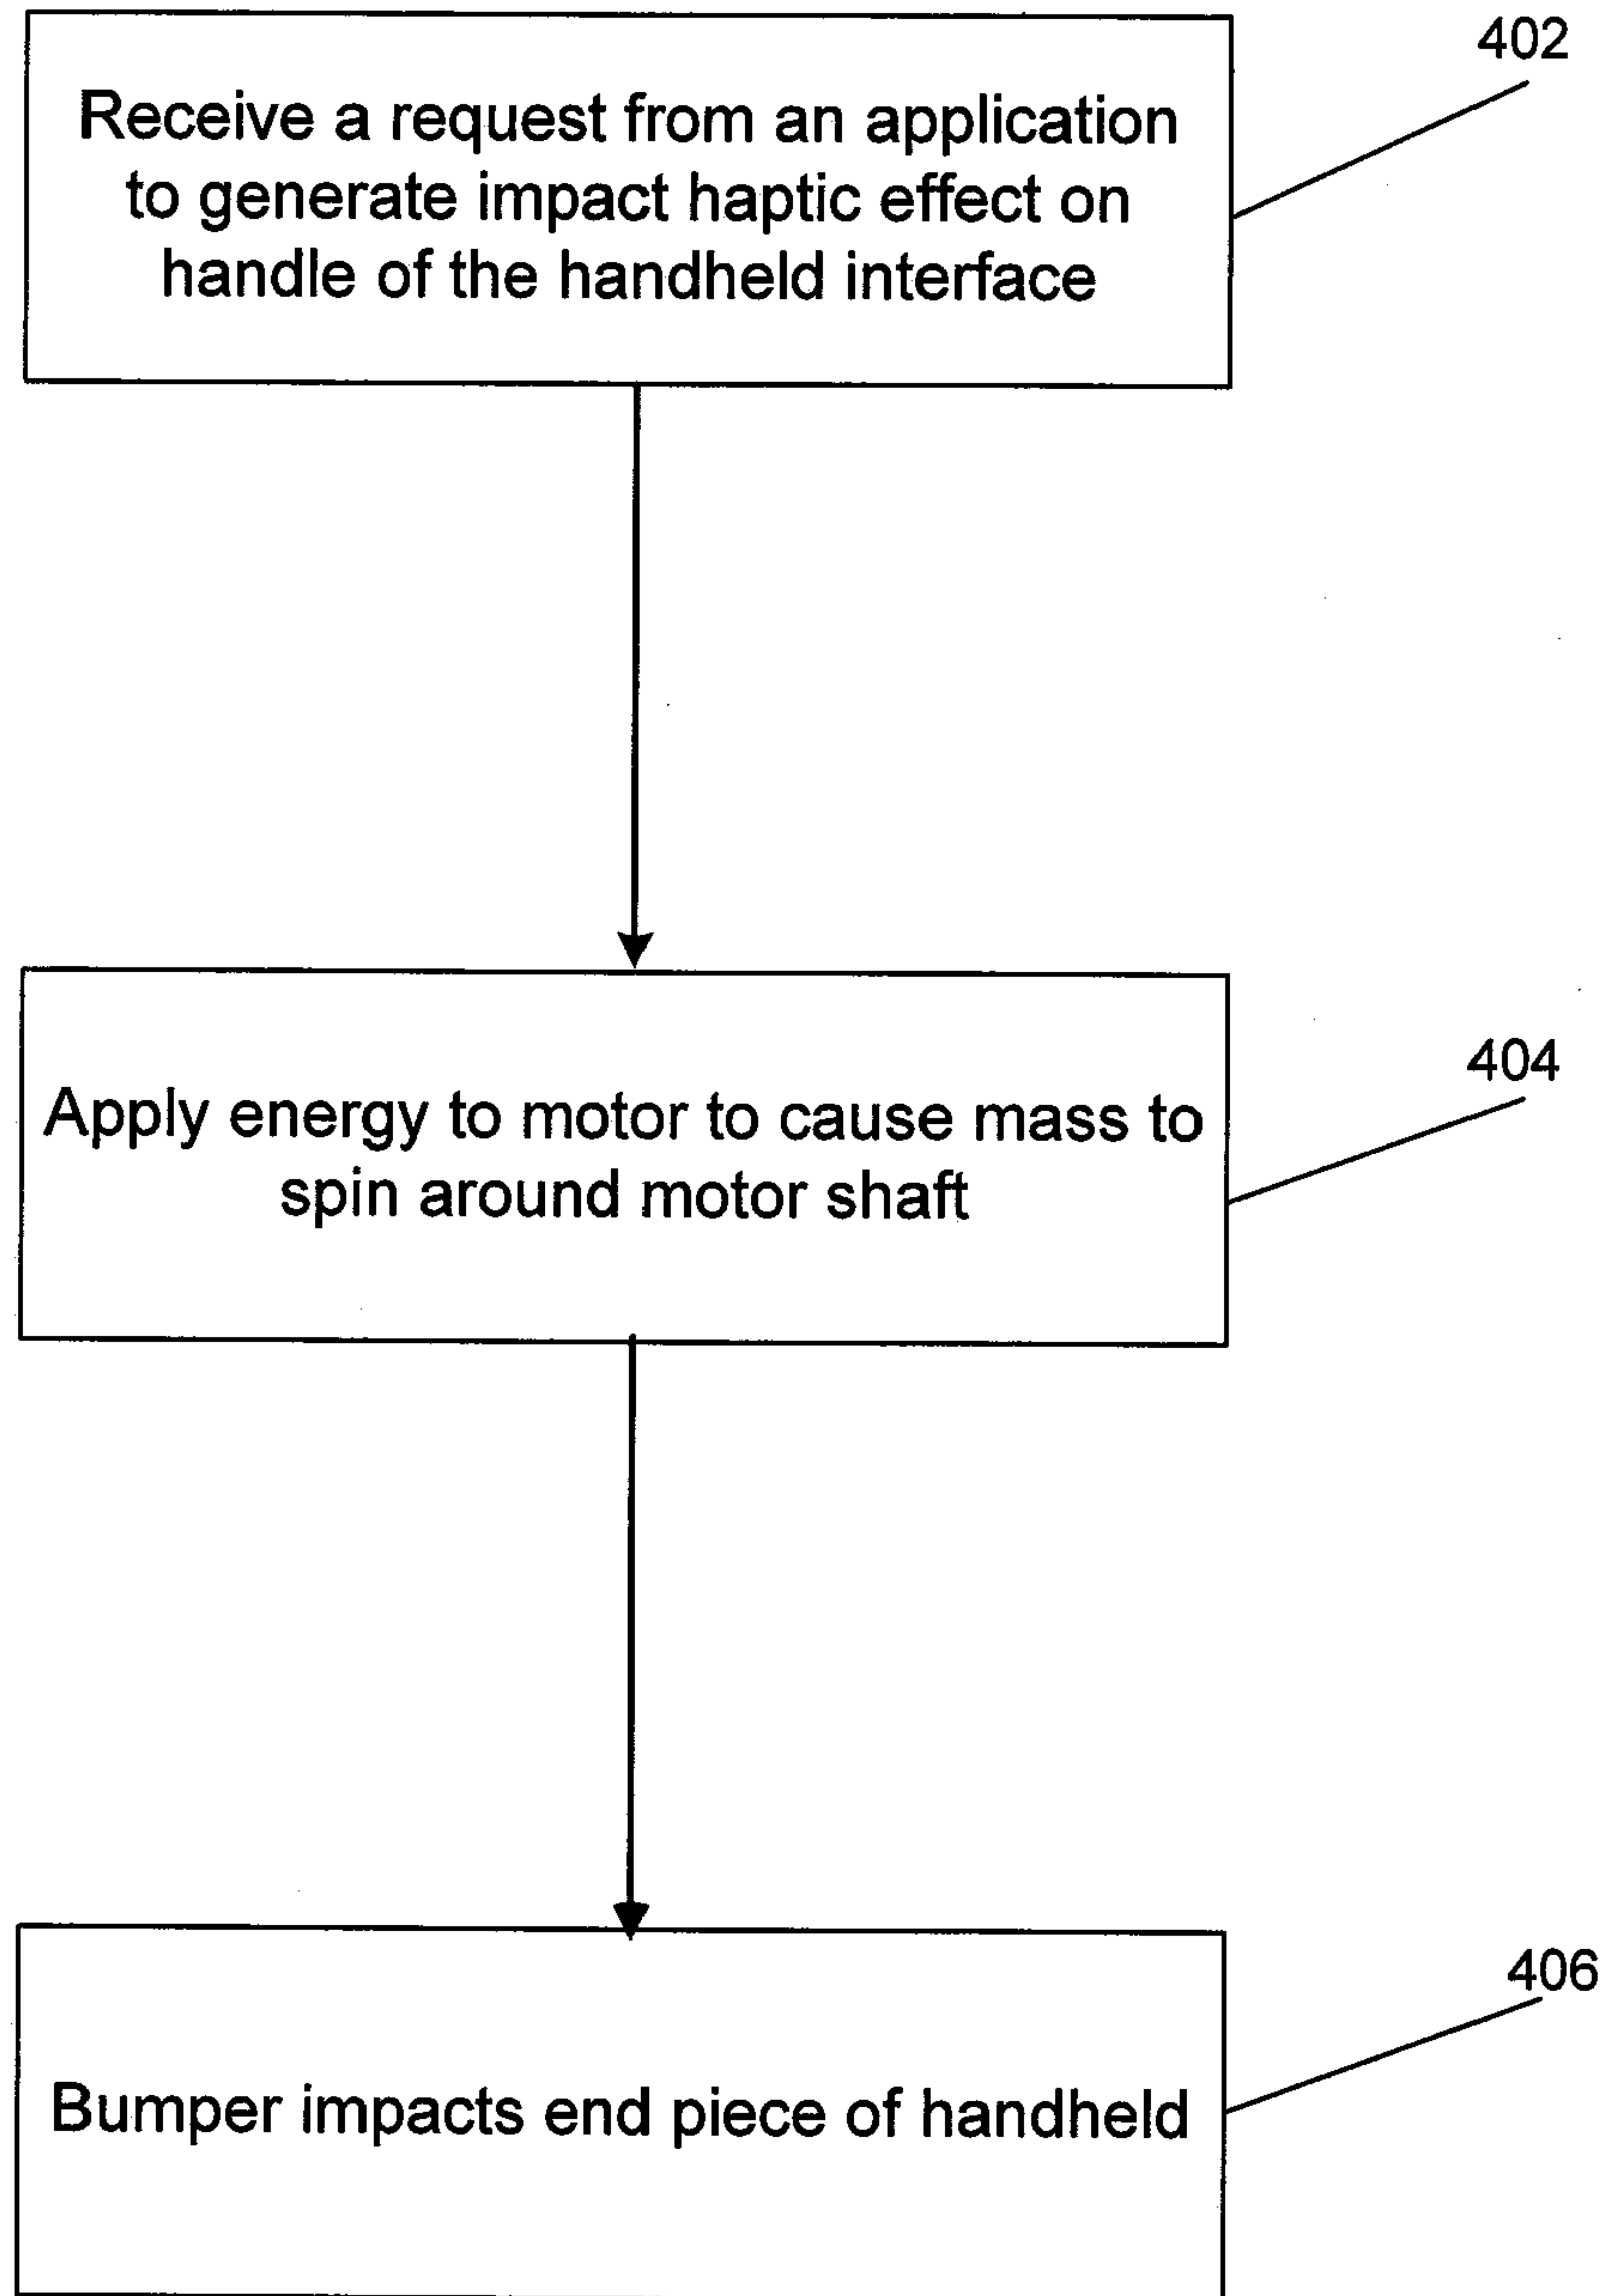 402
Receive a request from an application
to generate impact haptic effect on
handle of the handheld interface
404
Apply energy to motor to cause mass to
spin around motor shaft
406
Bumper impacts end piece of handheld